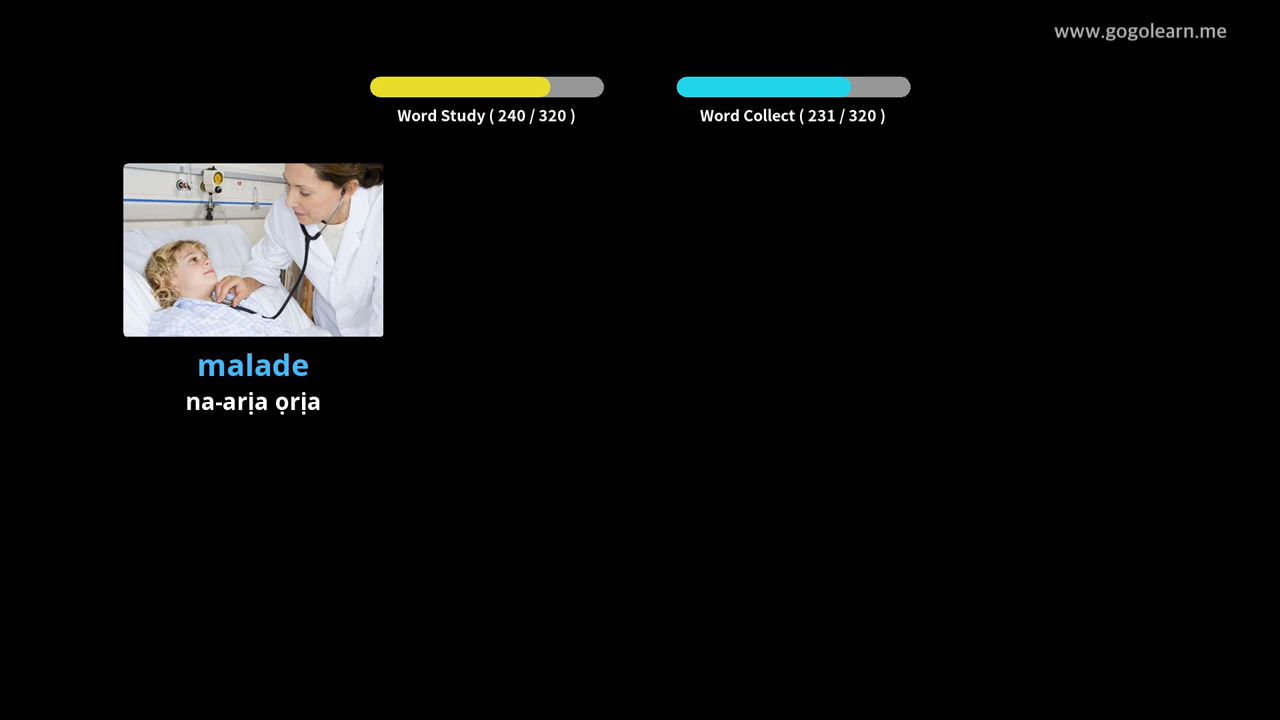 www.gogolearn.me
Word Study ( 240 / 320 )
Word Collect ( 231 / 320 )
malade
na-arịa ọrịa